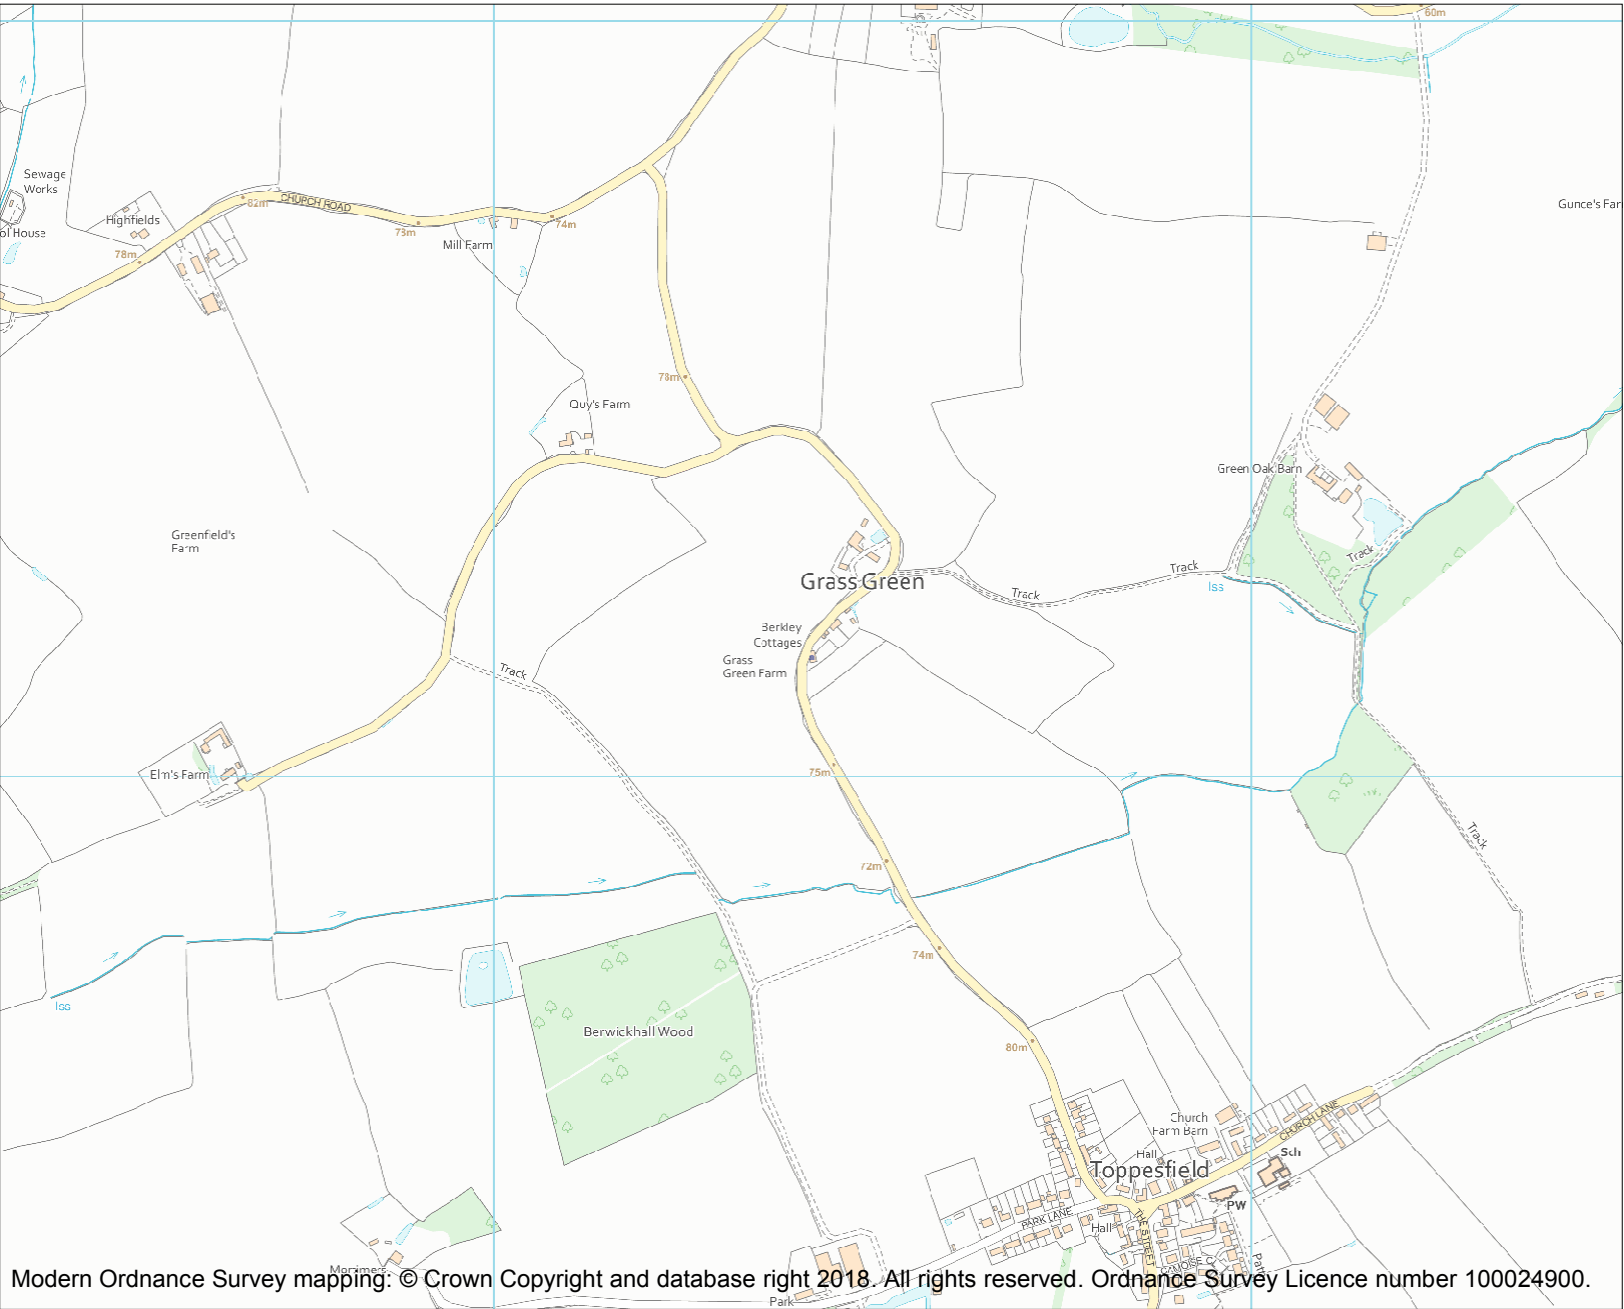 60m
Sewage
Works
ol House
Highfields
82m
CHURCH ROAD
73m
Mill Farm
74m
78m
Gunce's Far
78m
Quy's Farm
Green Oak Barn
Greenfield's
Farm
Track
Track
Track
Iss
Grass Green
Berkley
Cottages
Grass
Green Farm
Track
Elm's Farm
75m
Track
72m
74m
Iss
Berwickhall Wood
80m
Church
Farm Barn
CHURCH LANE
Hall
Sch
Toppesfield
PW
PARK LANE
Hall
THE STREET
Path
Mortimers
Modern Ordnance Survey mapping: © Crown Copyright and database right 2018. All rights reserved. Ordnance Survey Licence number 100024900.
Park